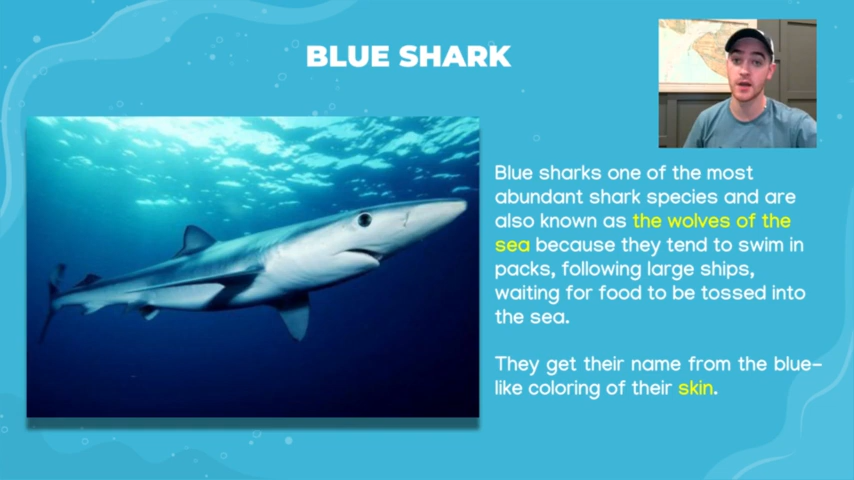 BLUE SHARK
Blue sharks one of the most
abundant shark species and are
also known as the wolves of the
sea because they tend to swim in
packs, following large ships,
waiting for food to be tossed into
the sea.
They get their name from the blue-
like coloring of their skin.